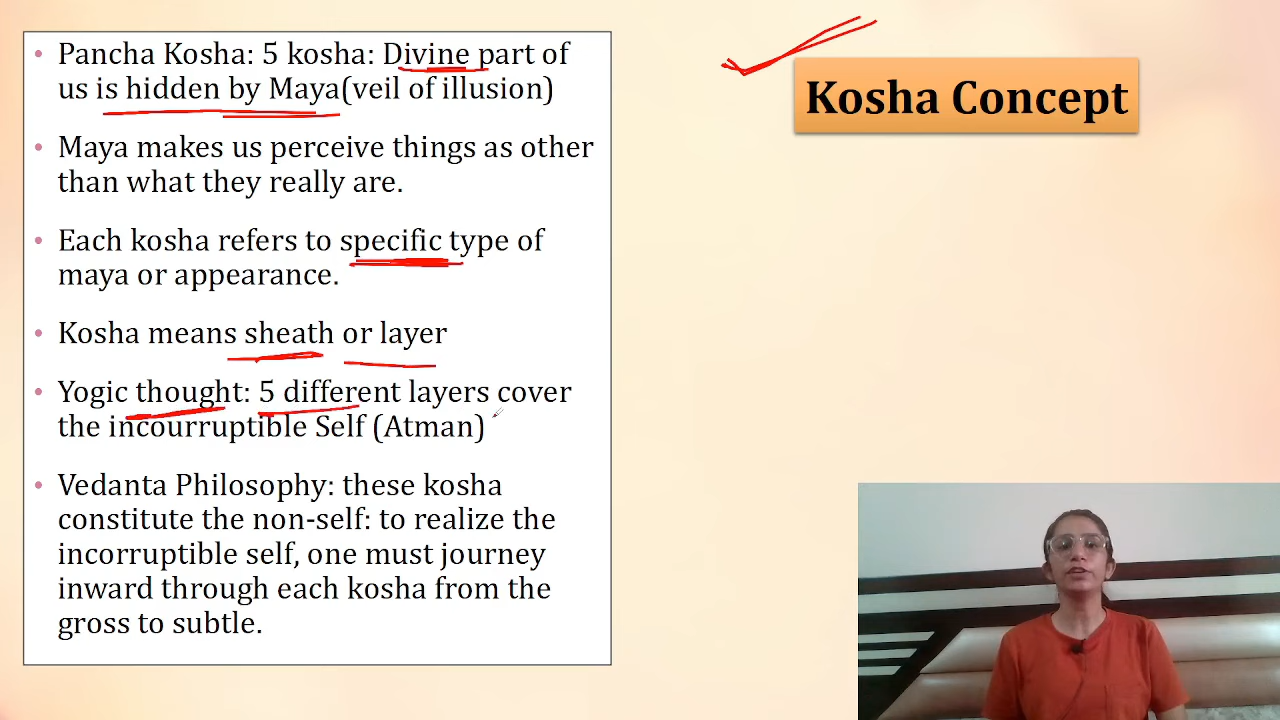 Pancha Kosha: 5 kosha: Divine part of
us is hidden by Maya(veil of illusion)
Maya makes us perceive things as other
than what they really are.
Each kosha refers to specific type of
maya or appearance.
Kosha means sheath or layer
Yogic thought: 5 different layers cover
the incourruptible Self (Atman)
Vedanta Philosophy: these kosha
constitute the non-self: to realize the
incorruptible self, one must journey
inward through each kosha from the
gross to subtle.
Kosha Concept